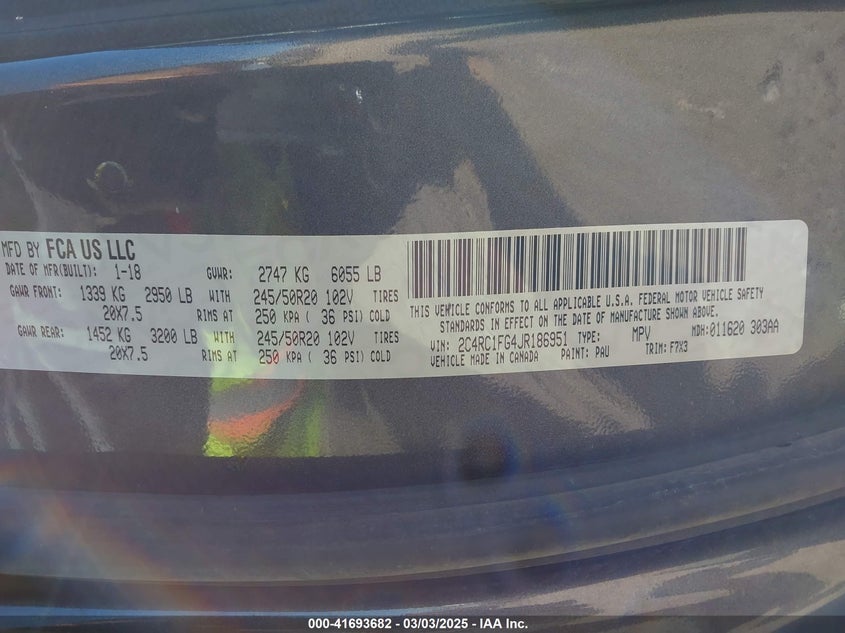 MFD BY FCA US LLC
DATE OF MFR(BUILT): 1-18 GVWR: 2747 KG 6055 LB
GAWR FRONT: 1339 KG 2950 LB WITH 245/50R20 102V TIRES
20X7.5 RIMS AT 250 KPA ( 36 PSI) COLD
GAWR REAR: 1452 KG 3200 LB WITH 245/50R20 102V TIRES
20X7.5 RIMS AT 250 KPA ( 36 PSI) COLD
THIS VEHICLE CONFORMS TO ALL APPLICABLE U.S.A. FEDERAL MOTOR VEHICLE SAFETY
STANDARDS IN EFFECT ON THE DATE OF MANUFACTURE SHOWN ABOVE.
VIN: 2C4RC1FG4JR186951 TYPE: MPV MDH:011620 303AA
VEHICLE MADE IN CANADA PAINT: PAU TRIM: F7X3
000-41693682 - 03/03/2025 - IAA Inc.